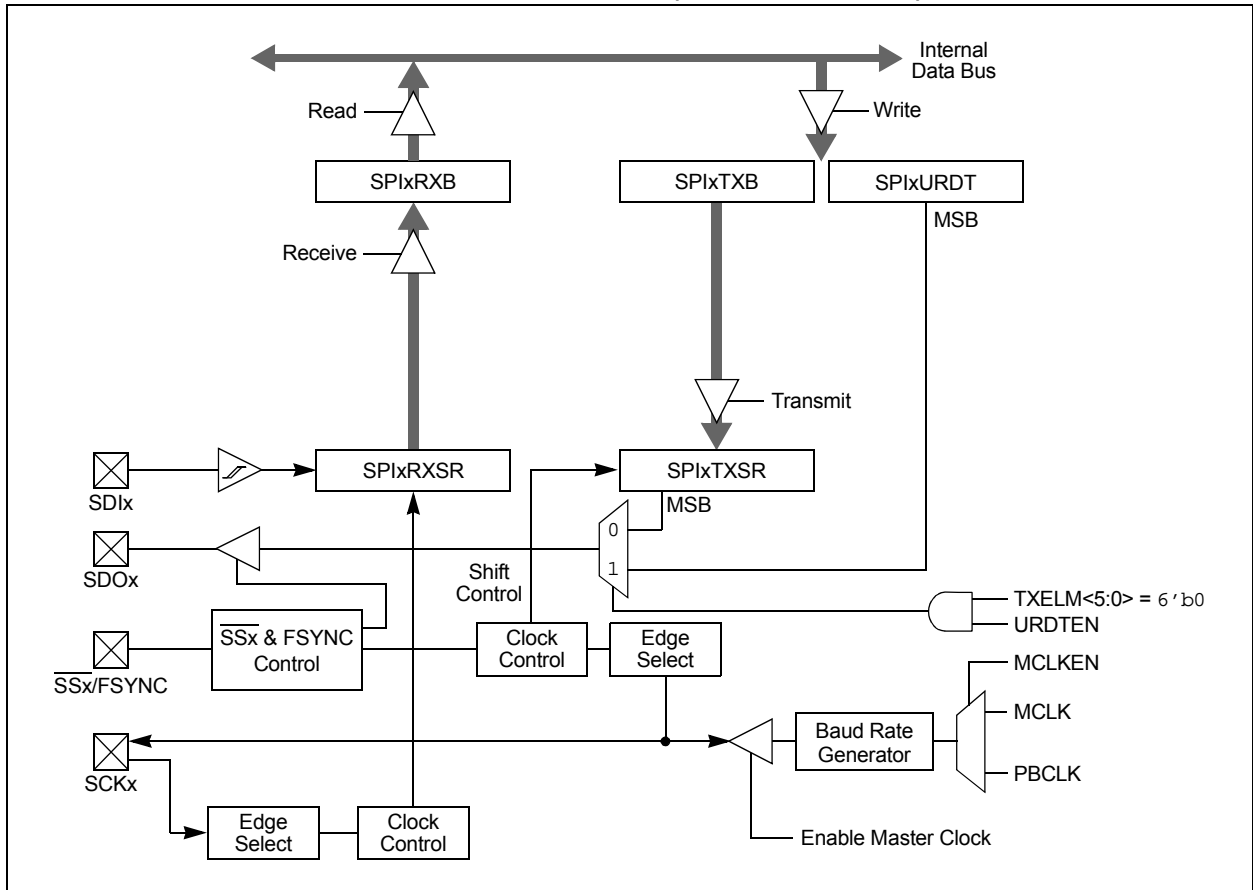 Internal
Data Bus
Read
Write
SPIxRXB
SPIxTXB
SPIxURDT
MSB
Receive
Transmit
SPIxRXSR
SPIxTXSR
SDIx
MSB
0
1
SDOx
Shift
Control
TXELM<5:0> = 6'b0
URDTEN
SSx & FSYNC
Control
Clock
Control
Edge
Select
SSx/FSYNC
MCLKEN
MCLK
Baud Rate
Generator
PBCLK
SCKx
Edge
Select
Clock
Control
Enable Master Clock